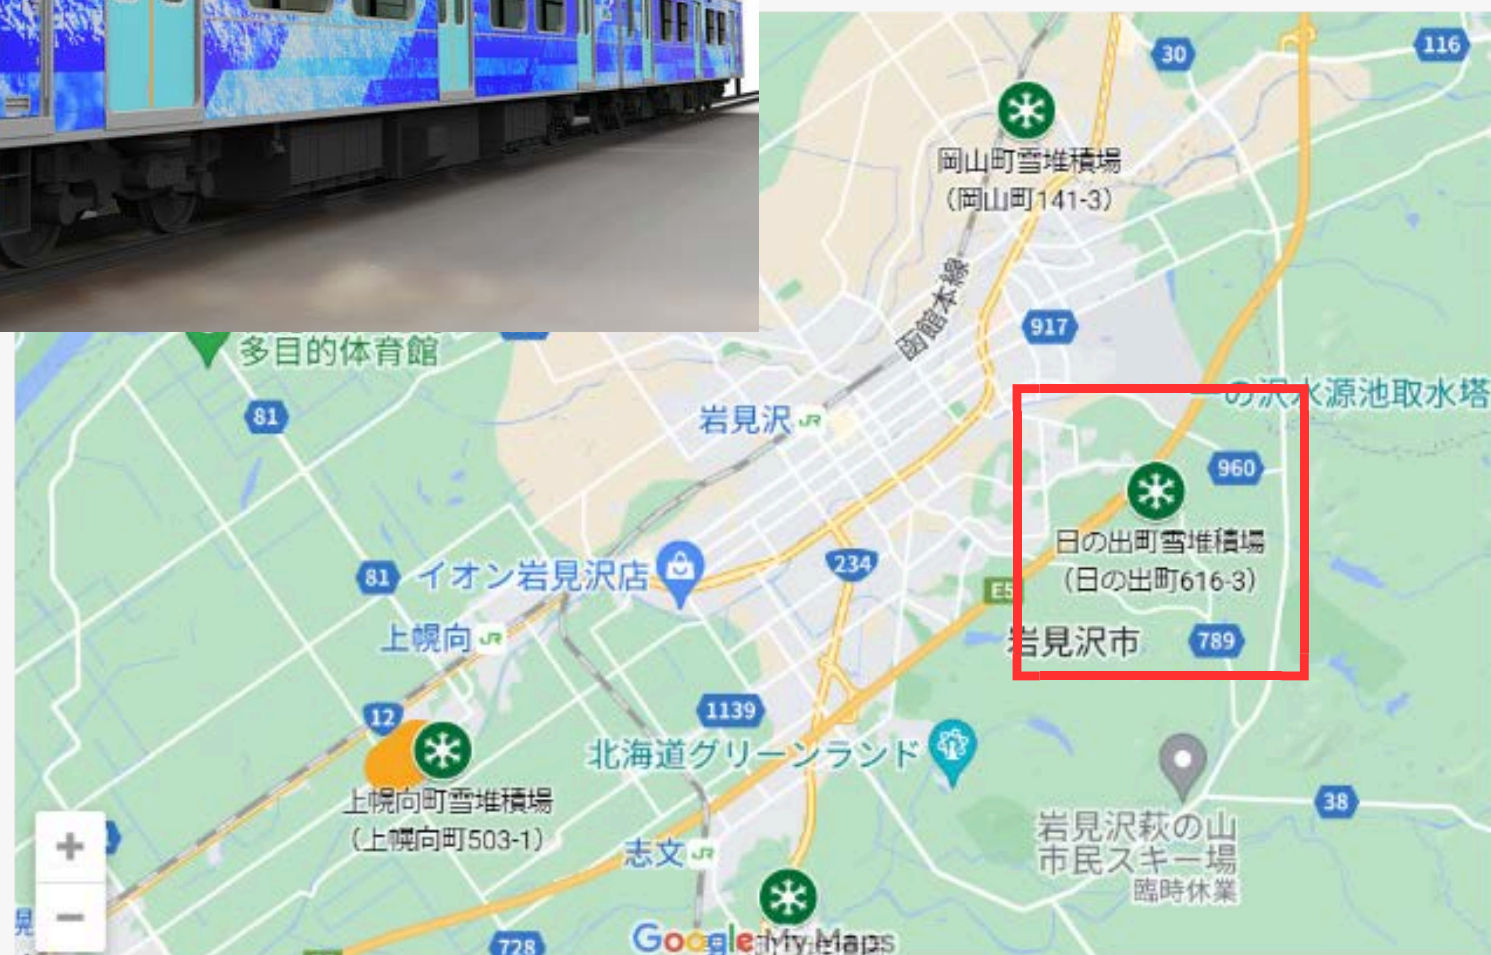 30
116
岡山町雪堆積場
（岡山町141-3）
函館本線
917
多目的体育館
の沢水源池取水塔
81
岩見沢 JR
960
日の出町雪堆積場
（日の出町616-3）
234
81
イオン岩見沢店
E5
上幌向 JR
岩見沢市
789
12
1139
北海道グリーンランド
上幌向町雪堆積場
（上幌向町503-1）
38
岩見沢萩の山
市民スキー場
臨時休業
志文 JR
+
−
幌
728
Google My Maps